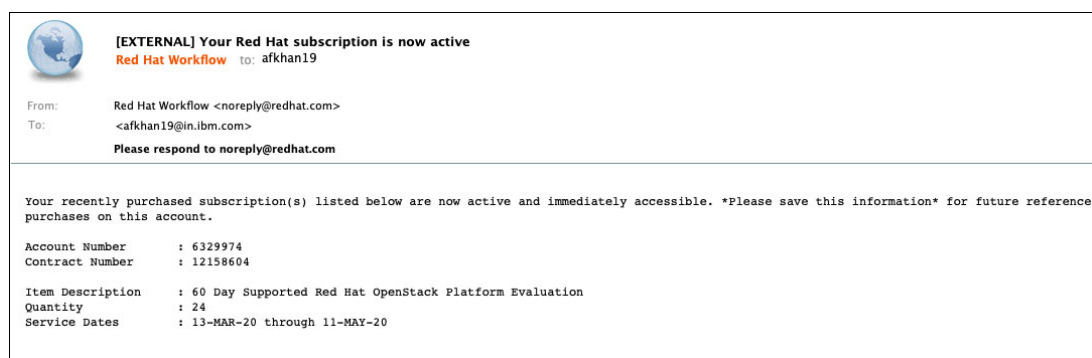 [EXTERNAL] Your Red Hat subscription is now active
Red Hat Workflow to: afkhan19
From: Red Hat Workflow <noreply@redhat.com>
To: <afkhan19@in.ibm.com>
Please respond to noreply@redhat.com
Your recently purchased subscription(s) listed below are now active and immediately accessible. *Please save this information* for future reference
purchases on this account.
Account Number : 6329974
Contract Number : 12158604
Item Description : 60 Day Supported Red Hat OpenStack Platform Evaluation
Quantity : 24
Service Dates : 13-MAR-20 through 11-MAY-20